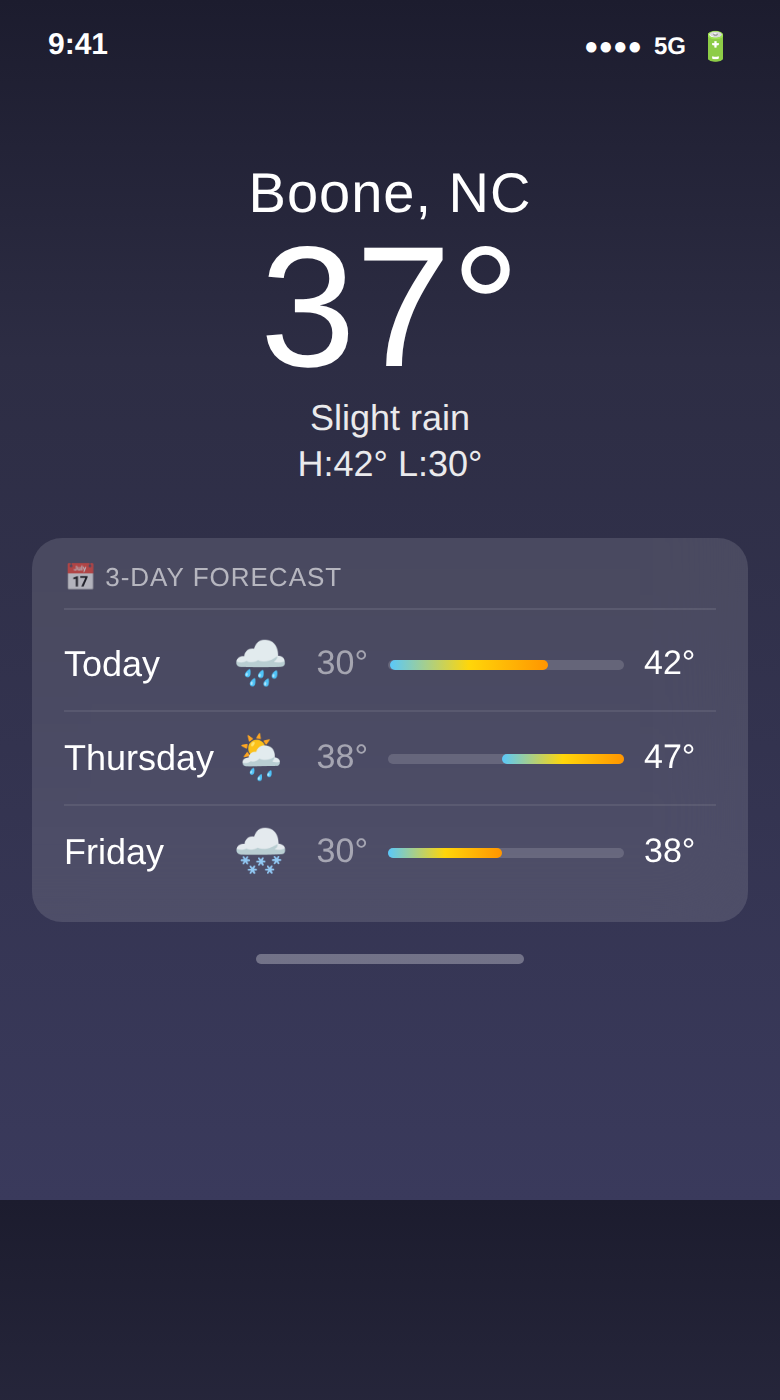 9:41 ●●●● 5G
Boone, NC
37°
Slight rain
H:42° L:30°
3-DAY FORECAST
Today 30° 42°
Thursday 38° 47°
Friday 30° 38°